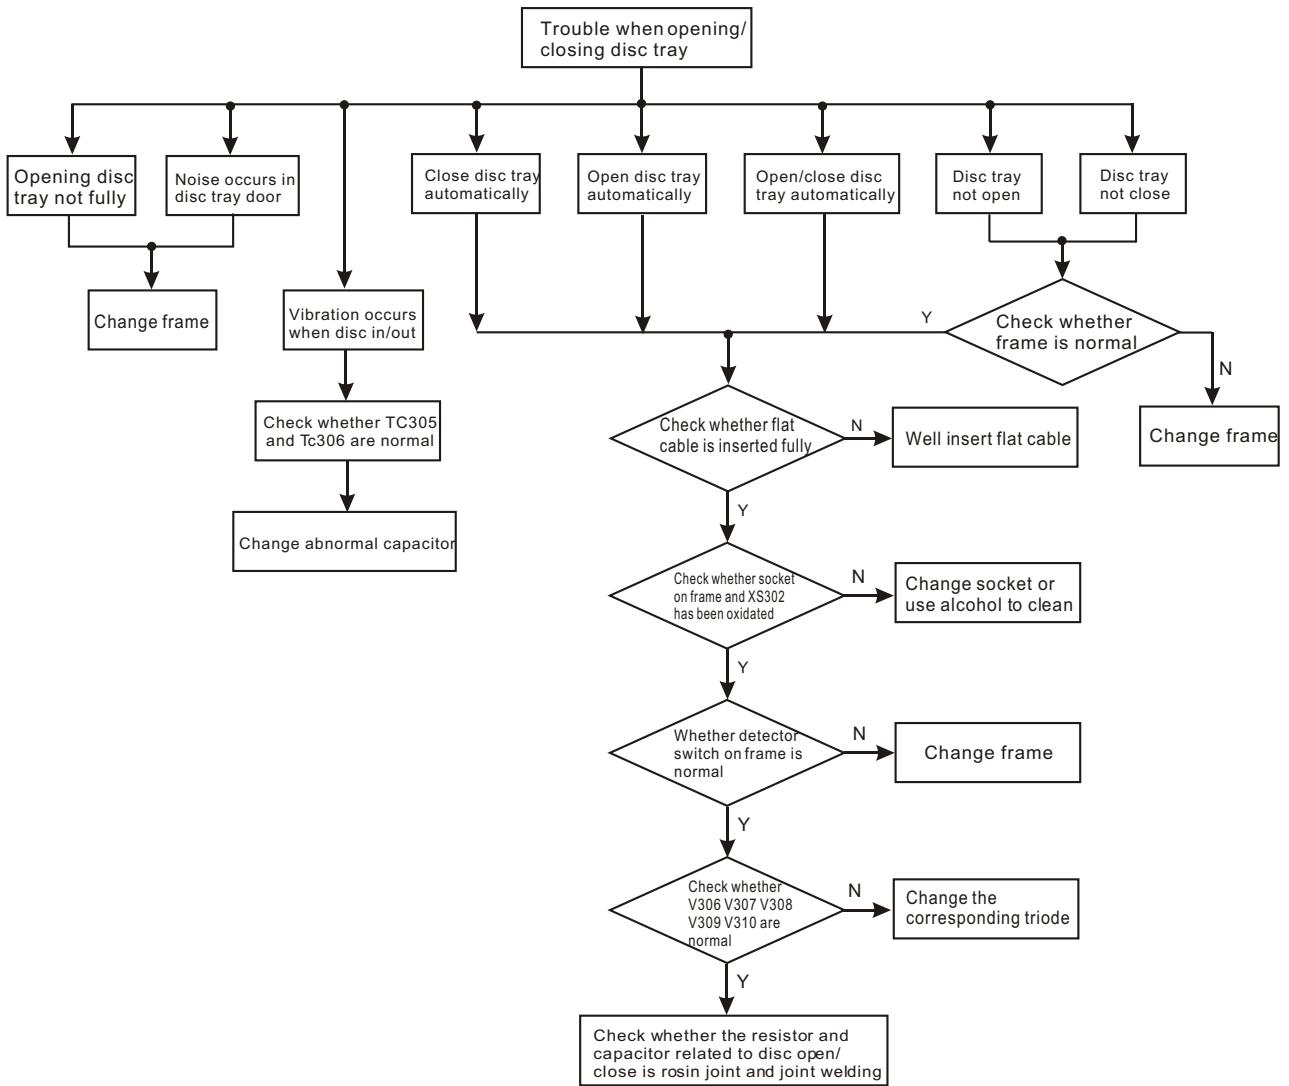 Trouble when opening/
closing disc tray
Opening disc
tray not fully
Noise occurs in
disc tray door
Close disc tray
automatically
Open disc tray
automatically
Open/close disc
tray automatically
Disc tray
not open
Disc tray
not close
Change frame
Vibration occurs
when disc in/out
Y
Check whether
frame is normal
N
Check whether TC305
and Tc306 are normal
Check whether flat
cable is inserted fully
N
Well insert flat cable
Change frame
Y
Change abnormal capacitor
Check whether socket
on frame and XS302
has been oxidated
N
Change socket or
use alcohol to clean
Y
Whether detector
switch on frame is
normal
N
Change frame
Y
Check whether
V306 V307 V308
V309 V310 are
normal
N
Change the
corresponding triode
Y
Check whether the resistor and
capacitor related to disc open/
close is rosin joint and joint welding